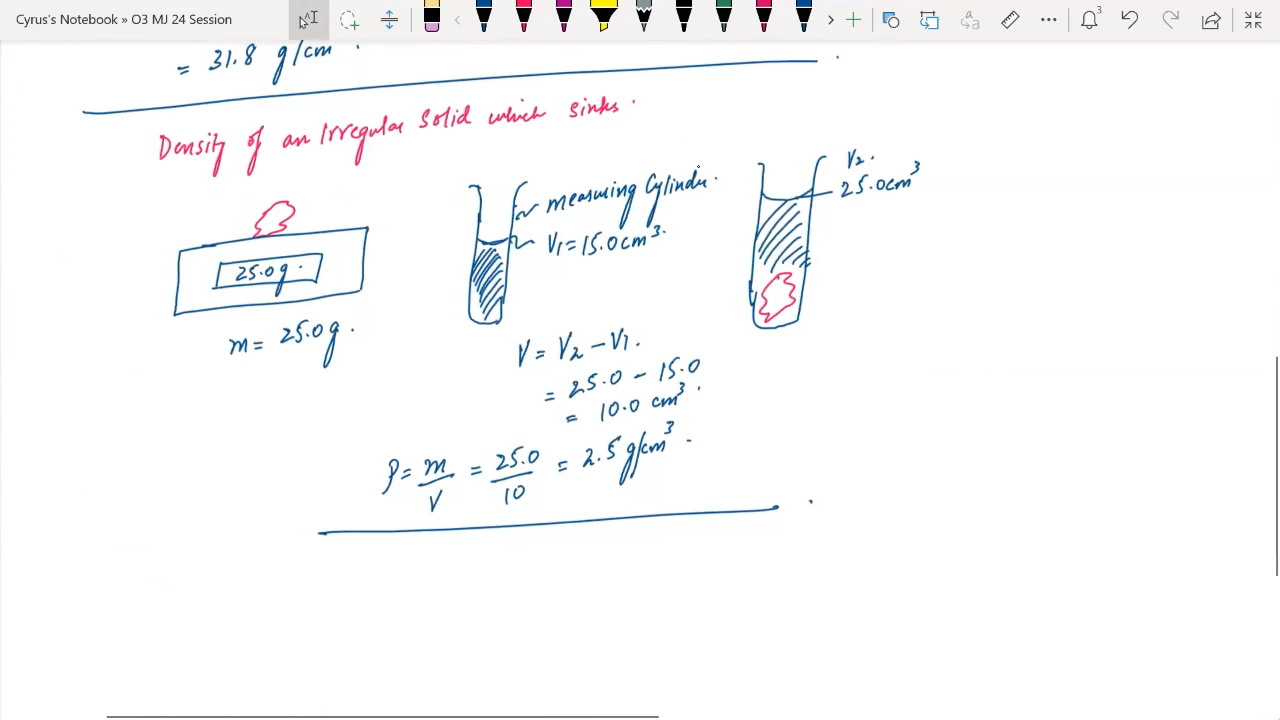 Cyrus's Notebook » O3 MJ 24 Session
3
= 31.8 g/cm.
Density of an Irregular Solid which sinks.
25.0g.
m = 25.0g.
measuring Cylinder.
V1 = 15.0cm³.
V2.
25.0cm³
V = V2 - V1.
= 25.0 - 15.0
= 10.0 cm³.
ρ = m/V = 25.0/10 = 2.5 g/cm³.